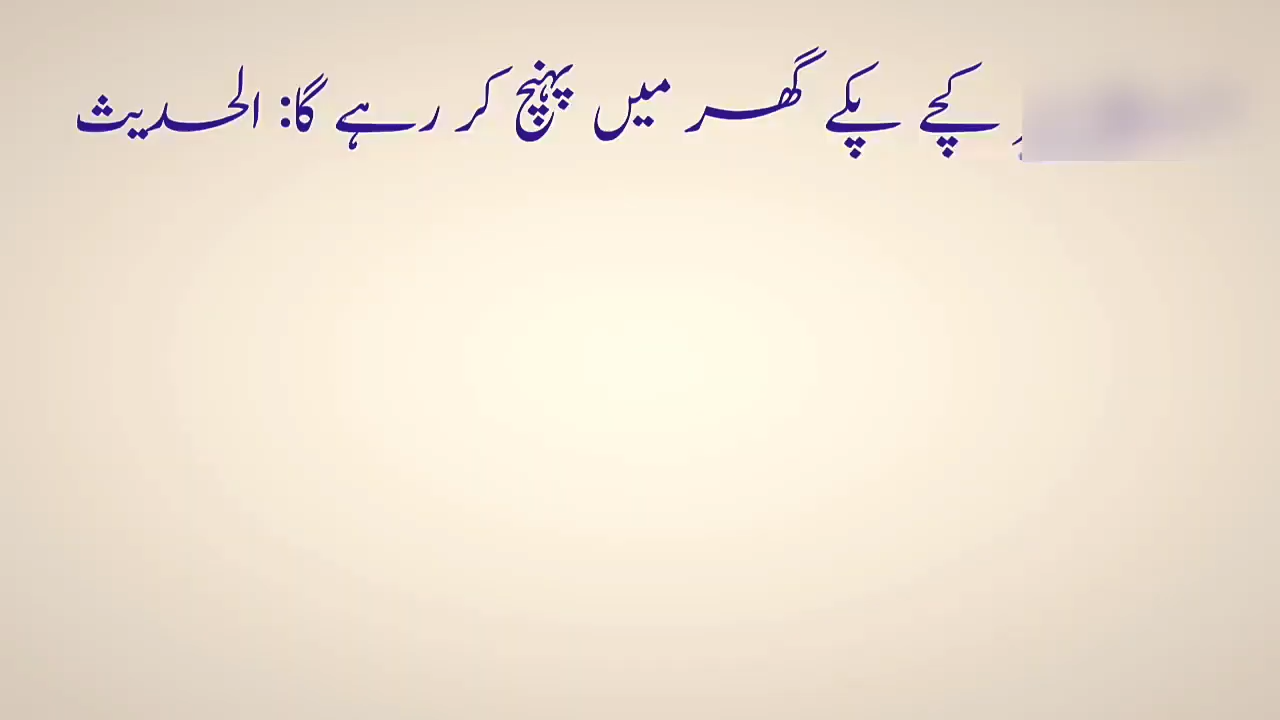 کچے پکے گھر میں پہنچ کر رہے گا: الحدیث